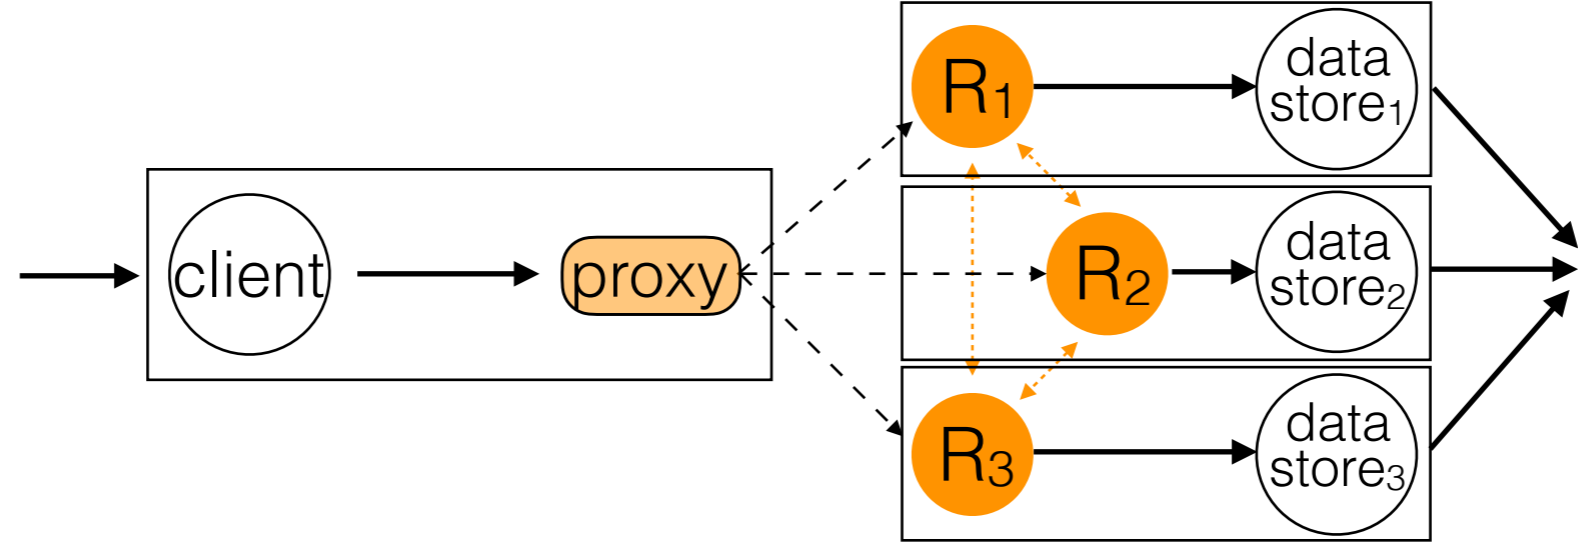 client
proxy
R1
data
store1
R2
data
store2
R3
data
store3